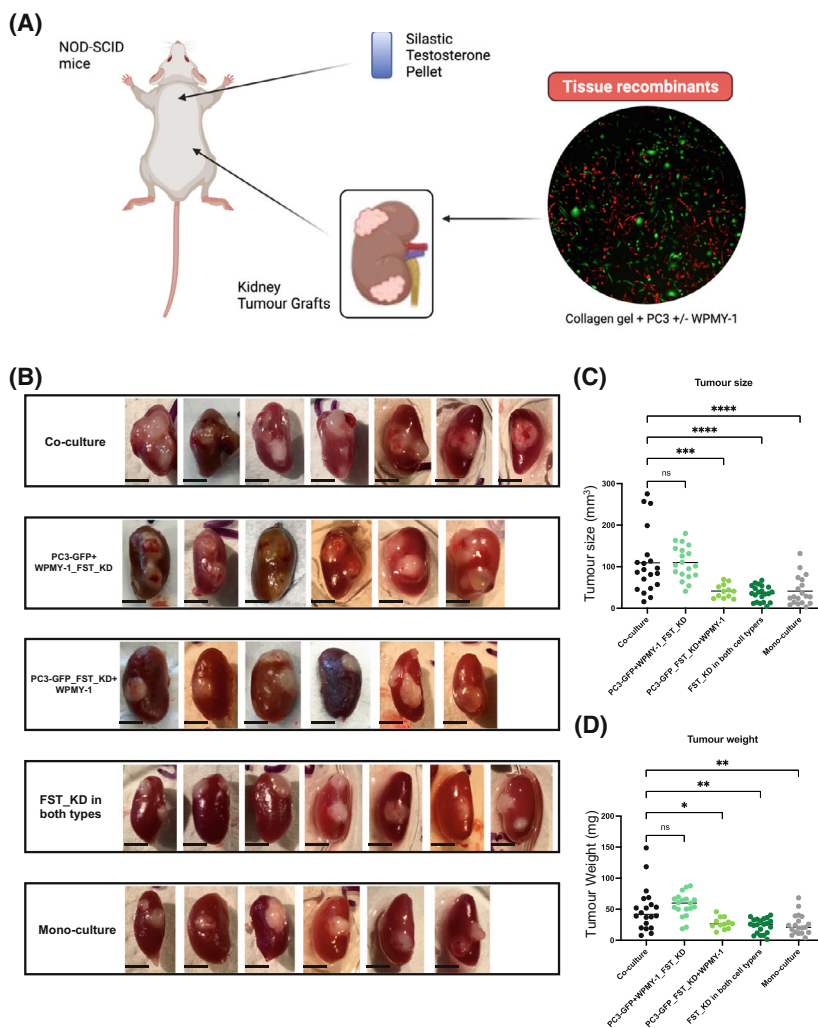 (A)
NOD-SCID
mice
Silastic
Testosterone
Pellet
Tissue recombinants
Kidney
Tumour Grafts
Collagen gel + PC3 +/- WPMY-1
(B)
Co-culture
PC3-GFP+
WPMY-1_FST_KD
PC3-GFP_FST_KD+
WPMY-1
FST_KD in
both types
Mono-culture
(C)
Tumour size
****
****
***
ns
Tumour size (mm³)
300
200
100
0
Co-culture
PC3-GFP+WPMY-1_FST_KD
PC3-GFP_FST_KD+WPMY-1
FST_KD in both cell typers
Mono-culture
(D)
Tumour weight
**
**
*
ns
Tumour Weight (mg)
200
150
100
50
0
Co-culture
PC3-GFP+WPMY-1_FST_KD
PC3-GFP_FST_KD+WPMY-1
FST_KD in both cell typers
Mono-culture